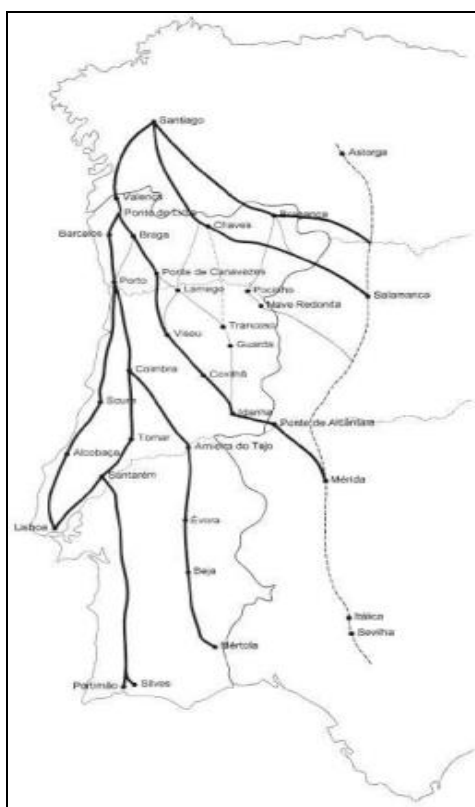 Santiago
Astorga
Valença
Ponte de Lima
Bragança
Chaves
Barcelos
Braga
Ponte de Canavezes
Lamego
Pocinho
Salamanca
Porto
Nave Redonda
Trancoso
Viseu
Guarda
Coimbra
Covilhã
Idanha
Soure
Ponte de Alcântara
Tomar
Amieira do Tejo
Alcobaça
Santarém
Mérida
Lisboa
Évora
Beja
Itálica
Sevilha
Mértola
Portimão
Silves